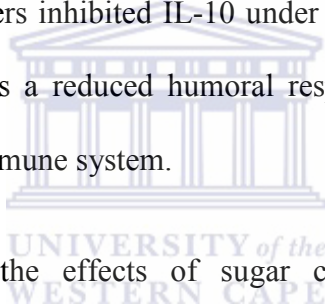 ers inhibited IL-10 under
s a reduced humoral res
mune system.
UNIVERSITY of the
the effects of sugar c
WESTERN CAPE